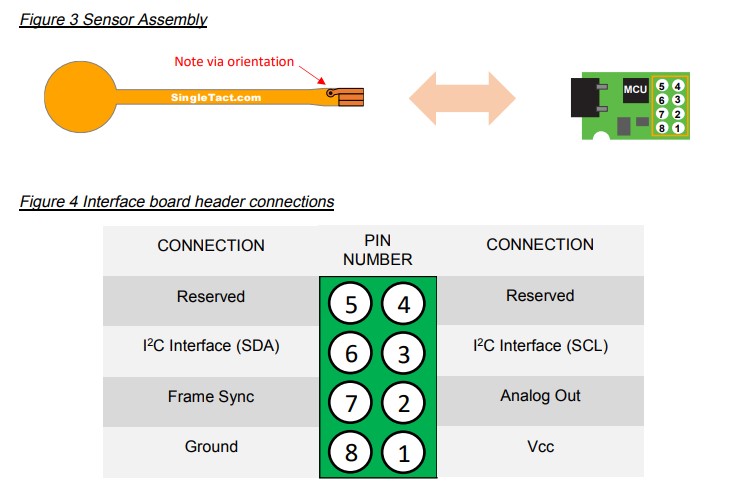 Figure 3 Sensor Assembly
Note via orientation
SingleTact.com
MCU
5 4
6 3
7 2
8 1
Figure 4 Interface board header connections
CONNECTION PIN NUMBER CONNECTION
Reserved 5 4 Reserved
I²C Interface (SDA) 6 3 I²C Interface (SCL)
Frame Sync 7 2 Analog Out
Ground 8 1 Vcc